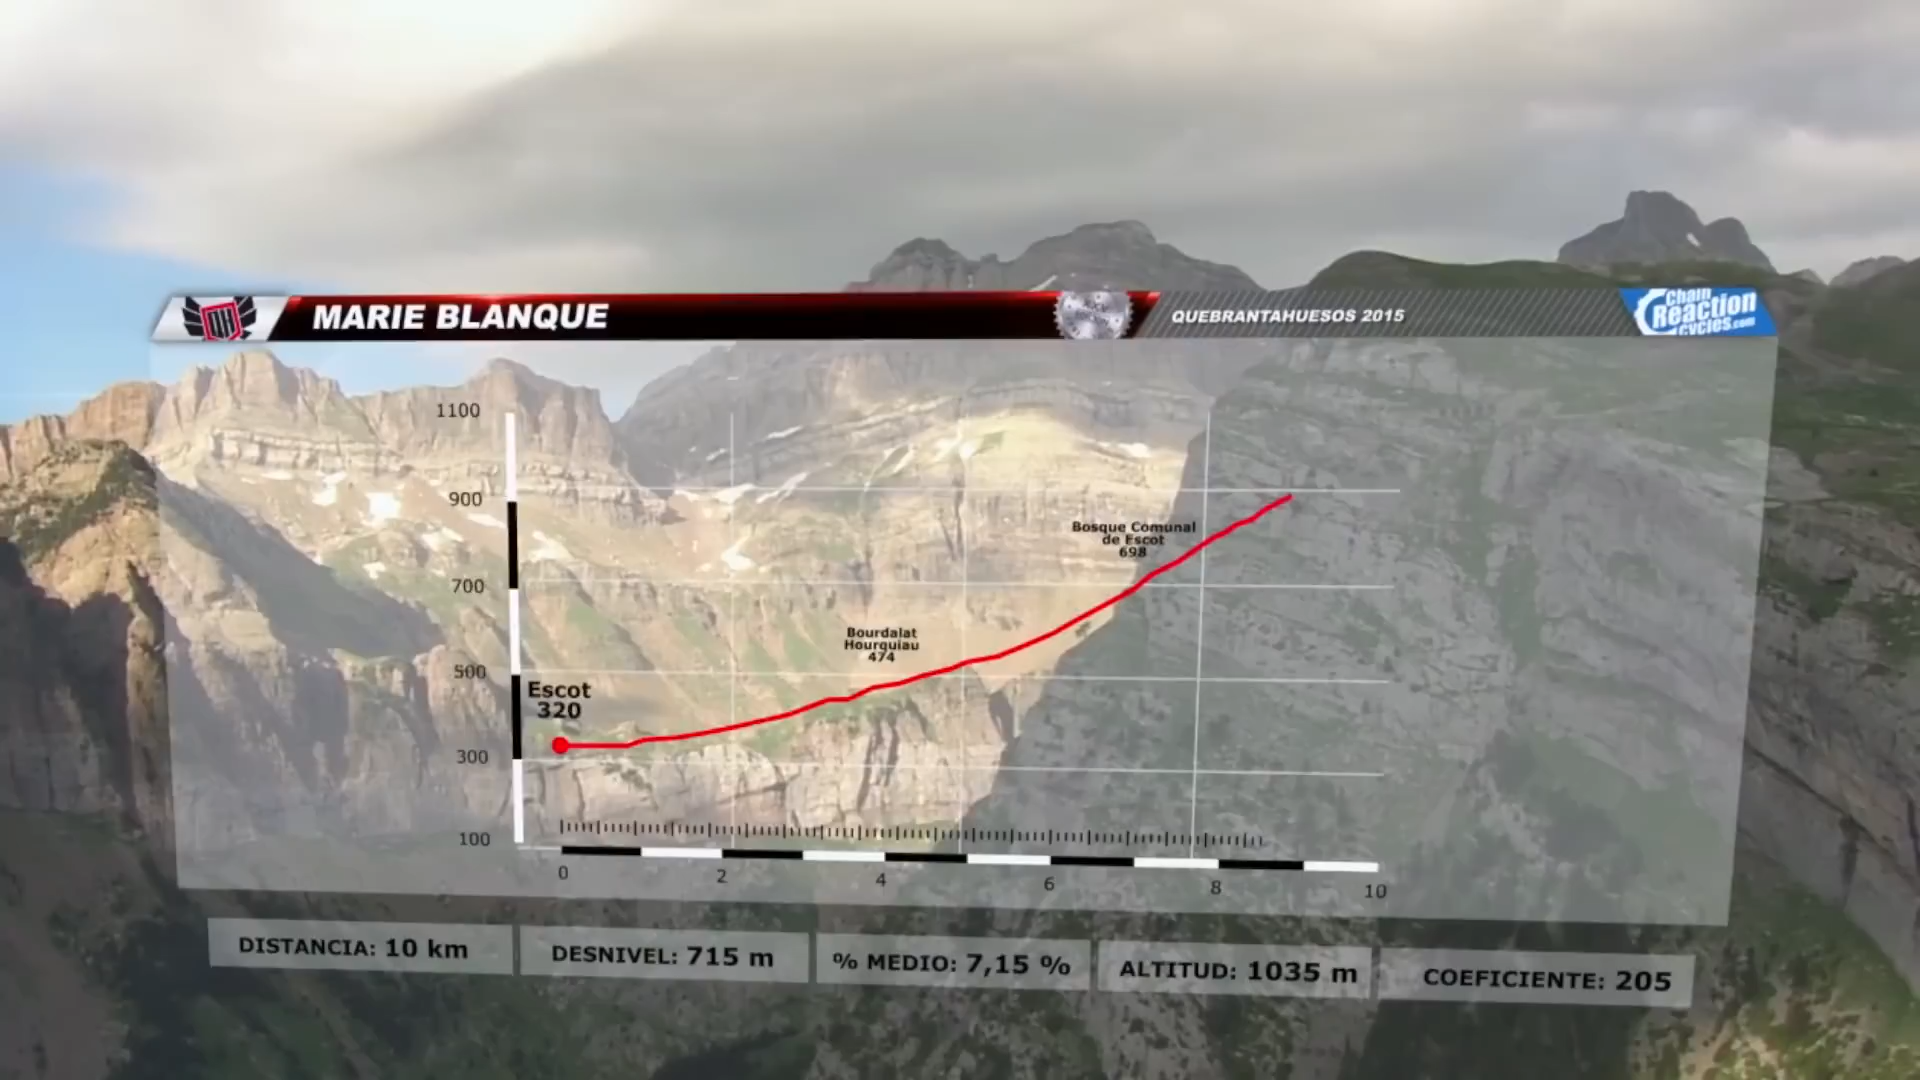 MARIE BLANQUE
QUEBRANTAHUESOS 2015
Chain
Reaction
cycles.com
1100
900
700
500
300
100
Bosque Comunal
de Escot
698
Bourdalat
Hourquiau
474
Escot
320
0 2 4 6 8 10
DISTANCIA: 10 km
DESNIVEL: 715 m
% MEDIO: 7,15 %
ALTITUD: 1035 m
COEFICIENTE: 205